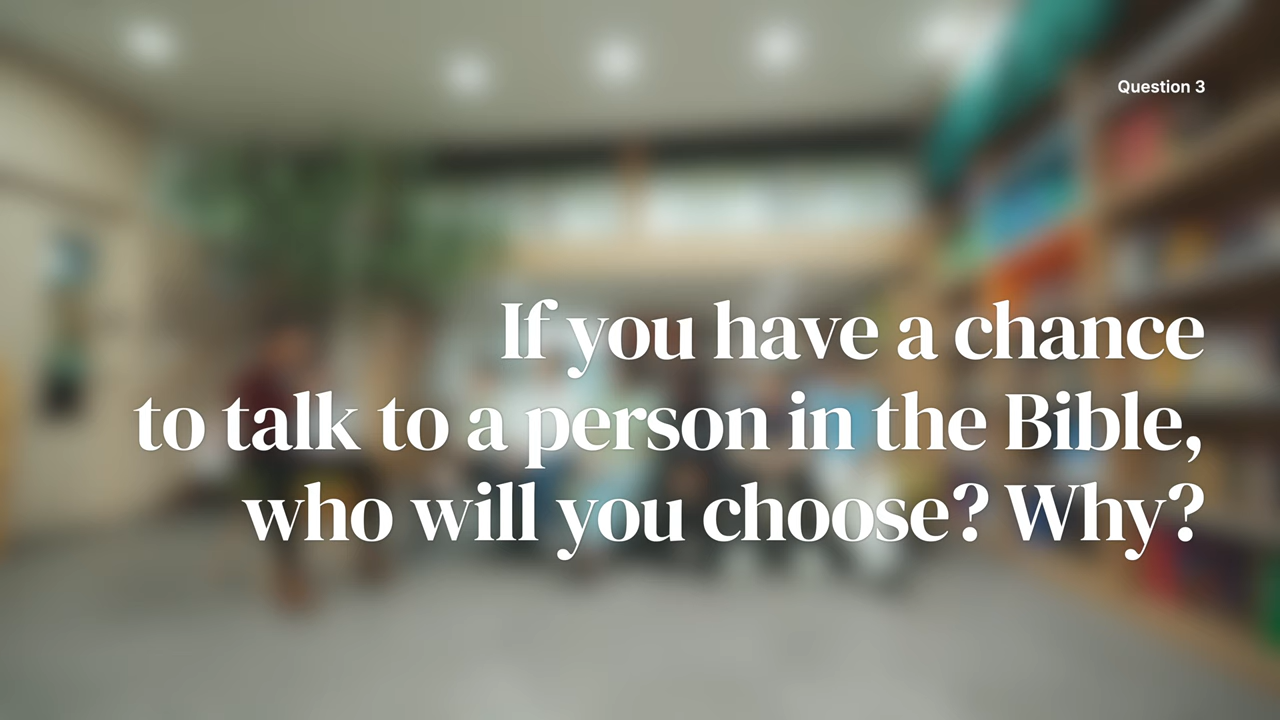 Question 3
If you have a chance
to talk to a person in the Bible,
who will you choose? Why?